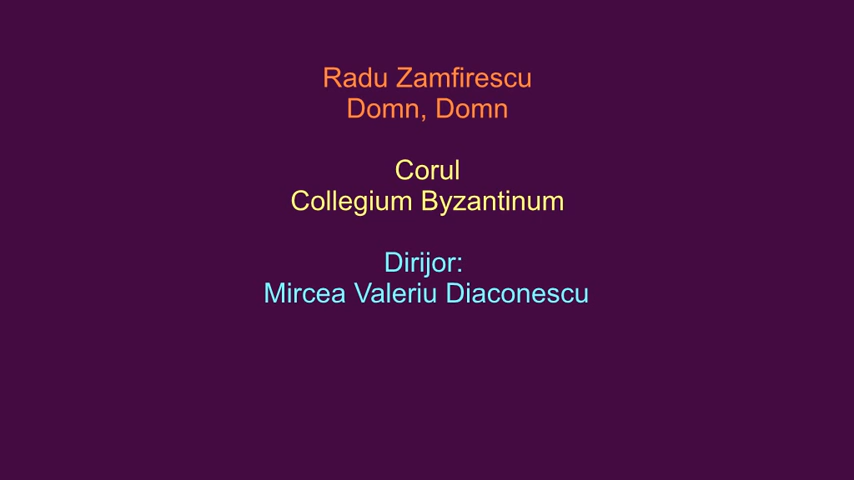 Radu Zamfirescu
Domn, Domn
Corul
Collegium Byzantinum
Dirijor:
Mircea Valeriu Diaconescu